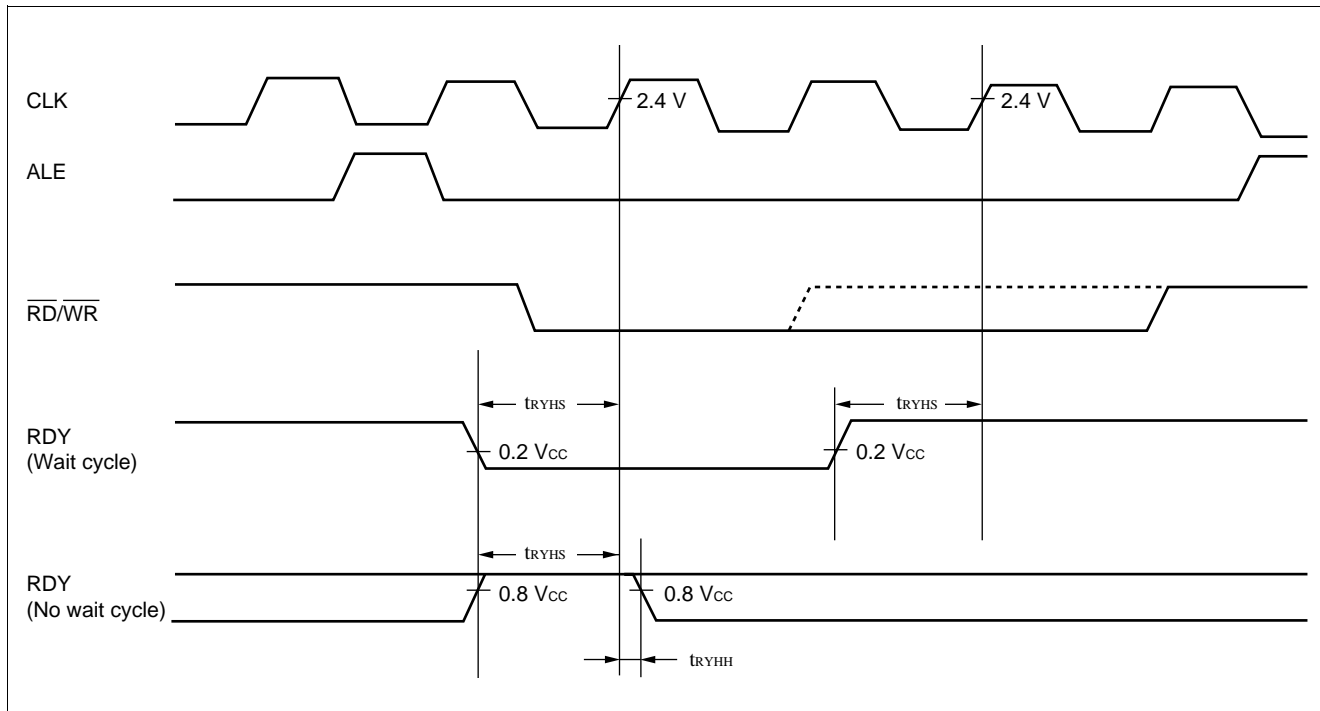 CLK
2.4 V
2.4 V
ALE
RD/WR
tRYHS
tRYHS
RDY
(Wait cycle)
0.2 VCC
0.2 VCC
tRYHS
RDY
(No wait cycle)
0.8 VCC
0.8 VCC
tRYHH